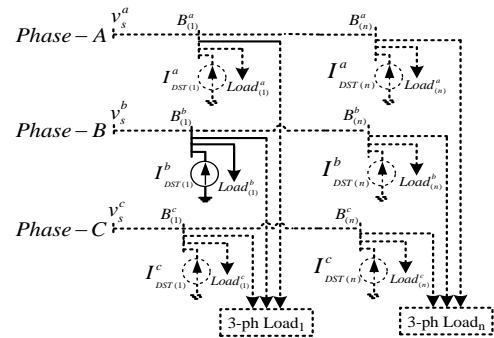 Phase − A v_s^a B_(1)^a B_(n)^a
I_DST(1)^a Load_(1)^a I_DST(n)^a Load_(n)^a
Phase − B v_s^b B_(1)^b B_(n)^b
I_DST(1)^b Load_(1)^b I_DST(n)^b Load_(n)^b
Phase − C v_s^c B_(1)^c B_(n)^c
I_DST(1)^c Load_(1)^c I_DST(n)^c Load_(n)^c
3-ph Load_1 3-ph Load_n